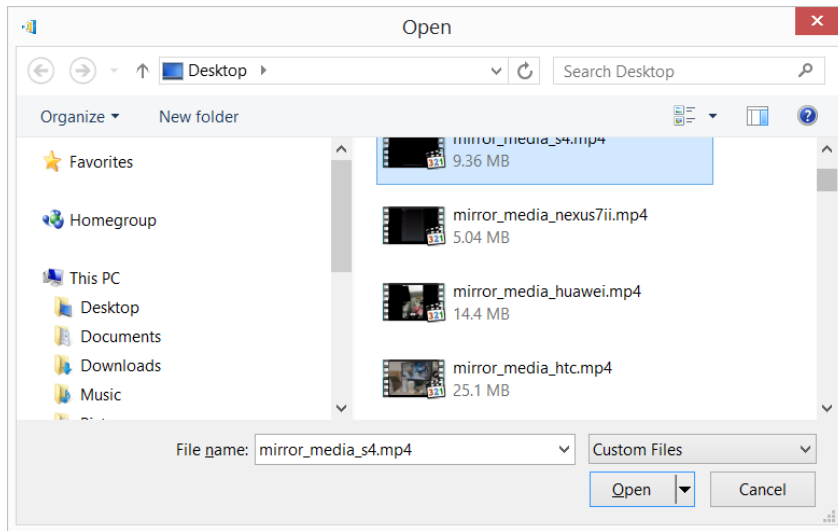 Open
Desktop
Search Desktop
Organize
New folder
Favorites
Homegroup
This PC
Desktop
Documents
Downloads
Music
mirror_media_s4.mp4
9.36 MB
mirror_media_nexus7ii.mp4
5.04 MB
mirror_media_huawei.mp4
14.4 MB
mirror_media_htc.mp4
25.1 MB
File name: mirror_media_s4.mp4
Custom Files
Open
Cancel